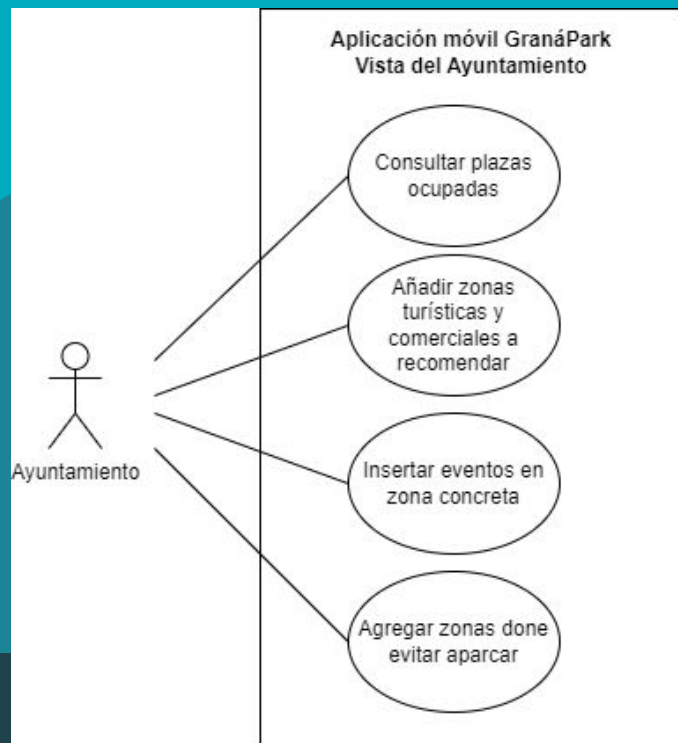 Aplicación móvil GranáPark
Vista del Ayuntamiento
Consultar plazas
ocupadas
Añadir zonas
turísticas y
comerciales a
recomendar
Ayuntamiento
Insertar eventos en
zona concreta
Agregar zonas done
evitar aparcar